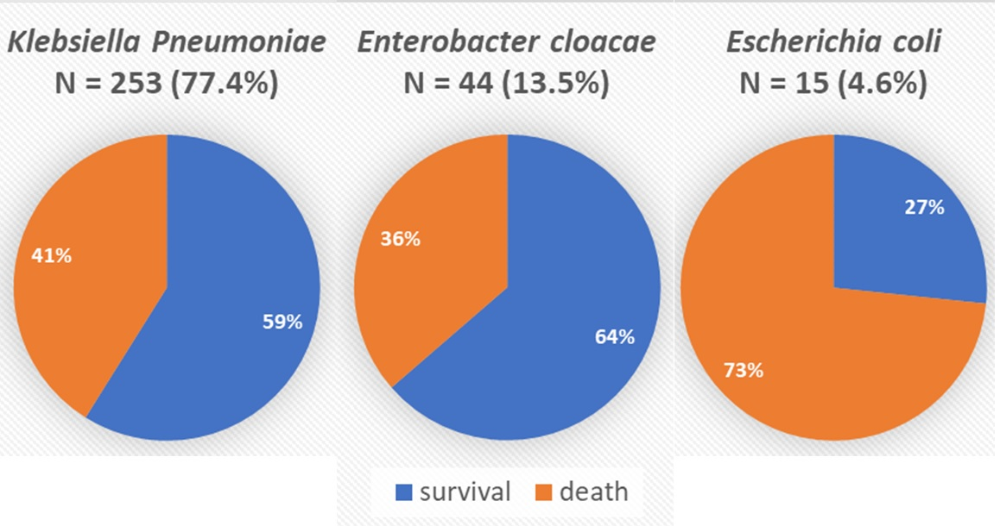 Klebsiella Pneumoniae
N = 253 (77.4%)
41%
59%
Enterobacter cloacae
N = 44 (13.5%)
36%
64%
Escherichia coli
N = 15 (4.6%)
27%
73%
survival
death